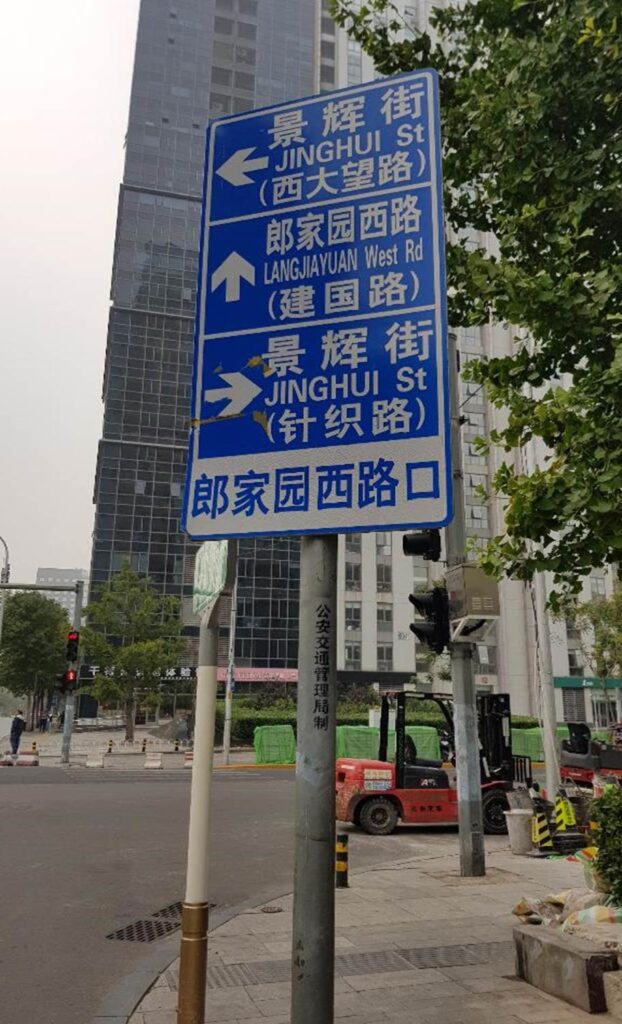 景辉街
JINGHUI St
(西大望路)
郎家园西路
LANGJIAYUAN West Rd
(建国路)
景辉街
JINGHUI St
(针织路)
郎家园西路口
公安交通管理局制